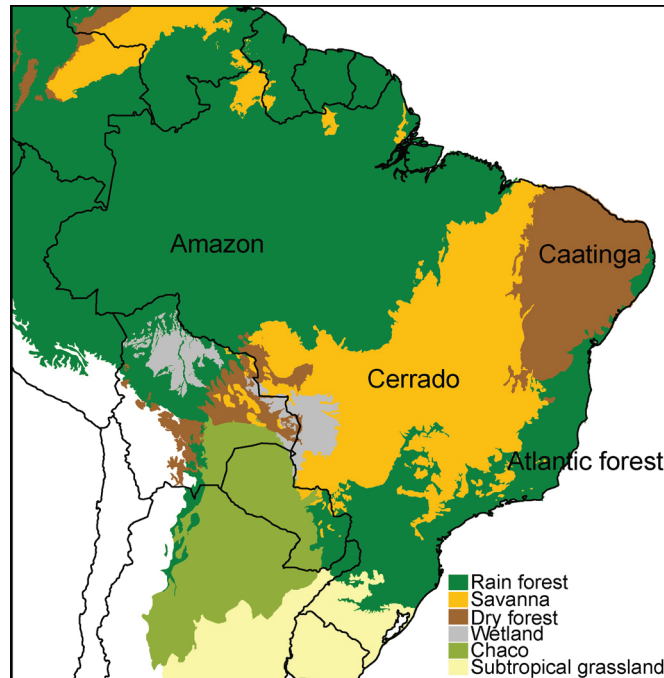 Amazon
Caatinga
Cerrado
Atlantic forest
Rain forest
Savanna
Dry forest
Wetland
Chaco
Subtropical grassland